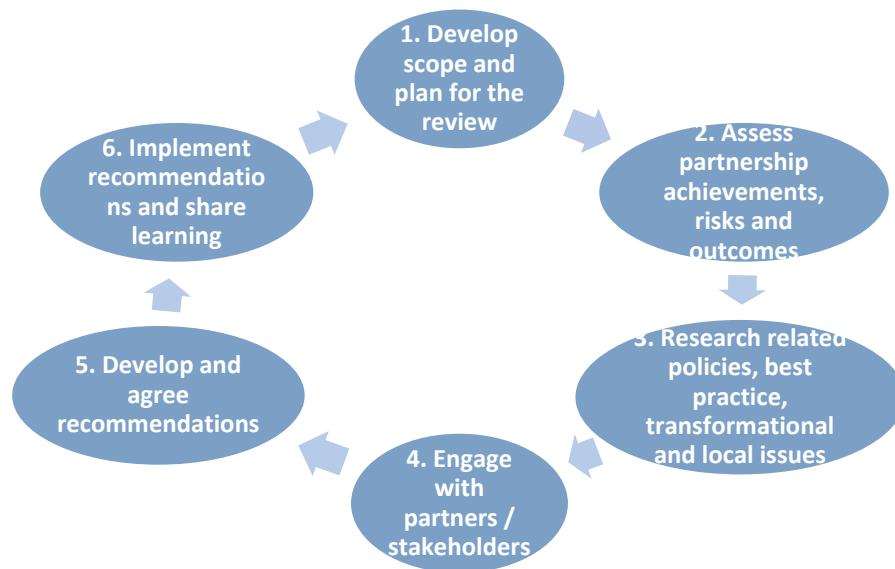 1. Develop
scope and
plan for the
review
2. Assess
partnership
achievements,
risks and
outcomes
3. Research related
policies, best
practice,
transformational
and local issues
4. Engage
with
partners /
stakeholders
5. Develop and
agree
recommendations
6. Implement
recommendatio
ns and share
learning